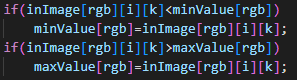 if(inImage[rgb][i][k]<minValue[rgb])
    minValue[rgb]=inImage[rgb][i][k];
if(inImage[rgb][i][k]>maxValue[rgb])
    maxValue[rgb]=inImage[rgb][i][k];